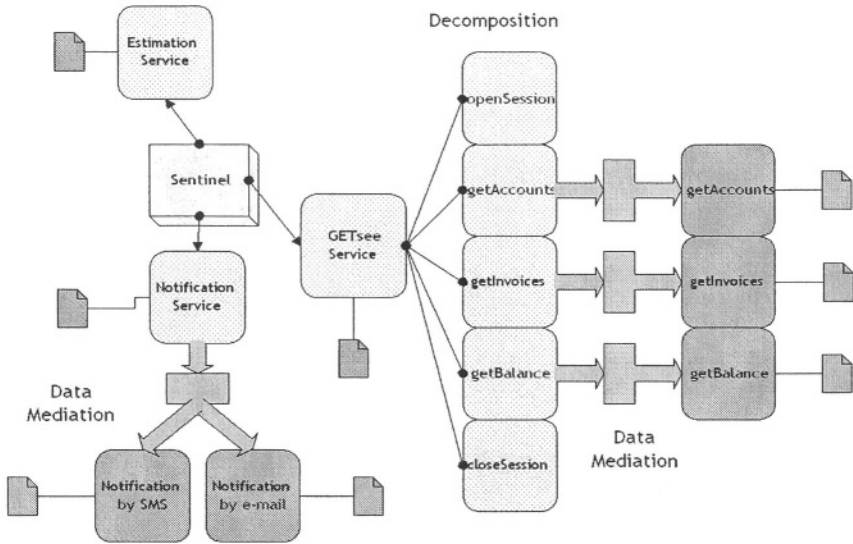 Decomposition
Estimation
Service
openSession
Sentinel
getAccounts
getAccounts
GETsee
Service
Notification
Service
getInvoices
getInvoices
getBalance
getBalance
Data
Mediation
Data
Mediation
closeSession
Notification
by SMS
Notification
by e-mail